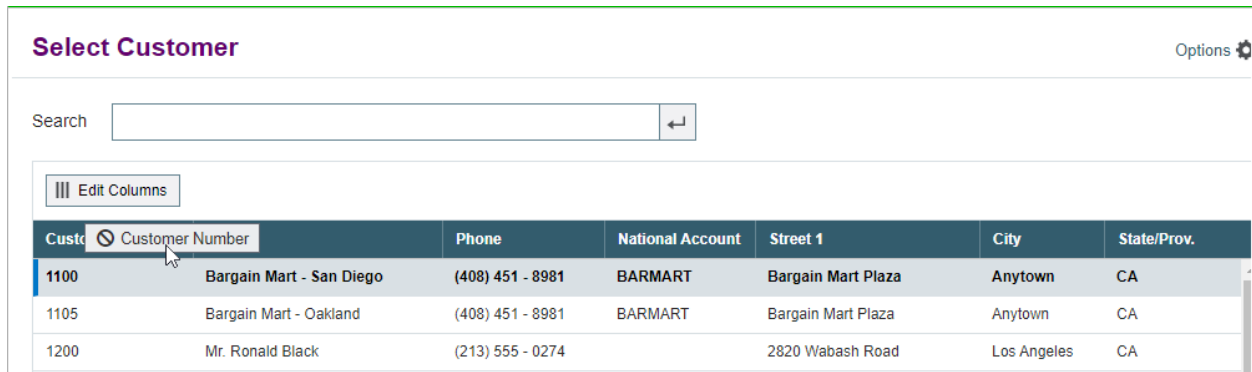 Select Customer
Options
Search
Edit Columns
Custo Customer Number Phone National Account Street 1 City State/Prov.
1100 Bargain Mart - San Diego (408) 451 - 8981 BARMART Bargain Mart Plaza Anytown CA
1105 Bargain Mart - Oakland (408) 451 - 8981 BARMART Bargain Mart Plaza Anytown CA
1200 Mr. Ronald Black (213) 555 - 0274 2820 Wabash Road Los Angeles CA